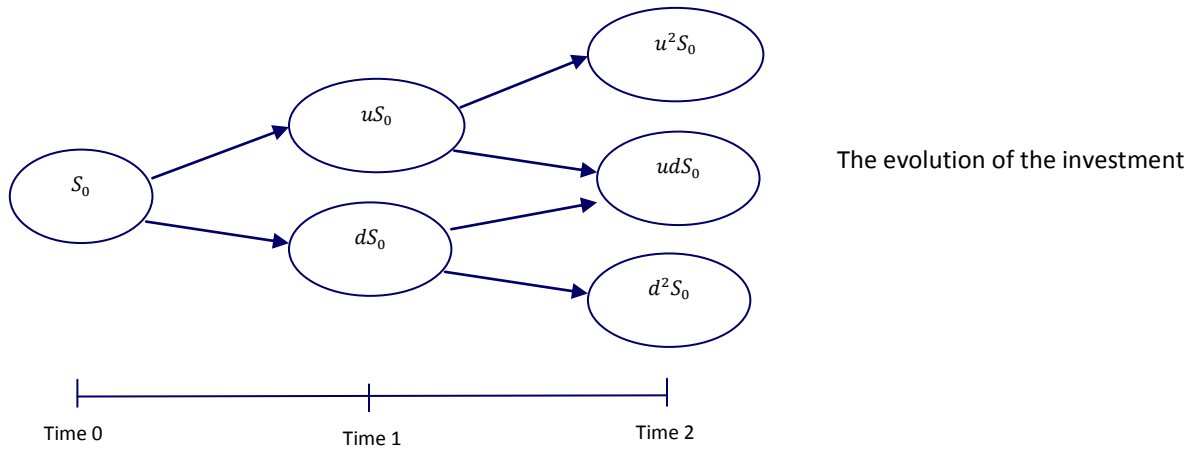 u²S₀
uS₀
The evolution of the investment
udS₀
S₀
dS₀
d²S₀
Time 0
Time 1
Time 2